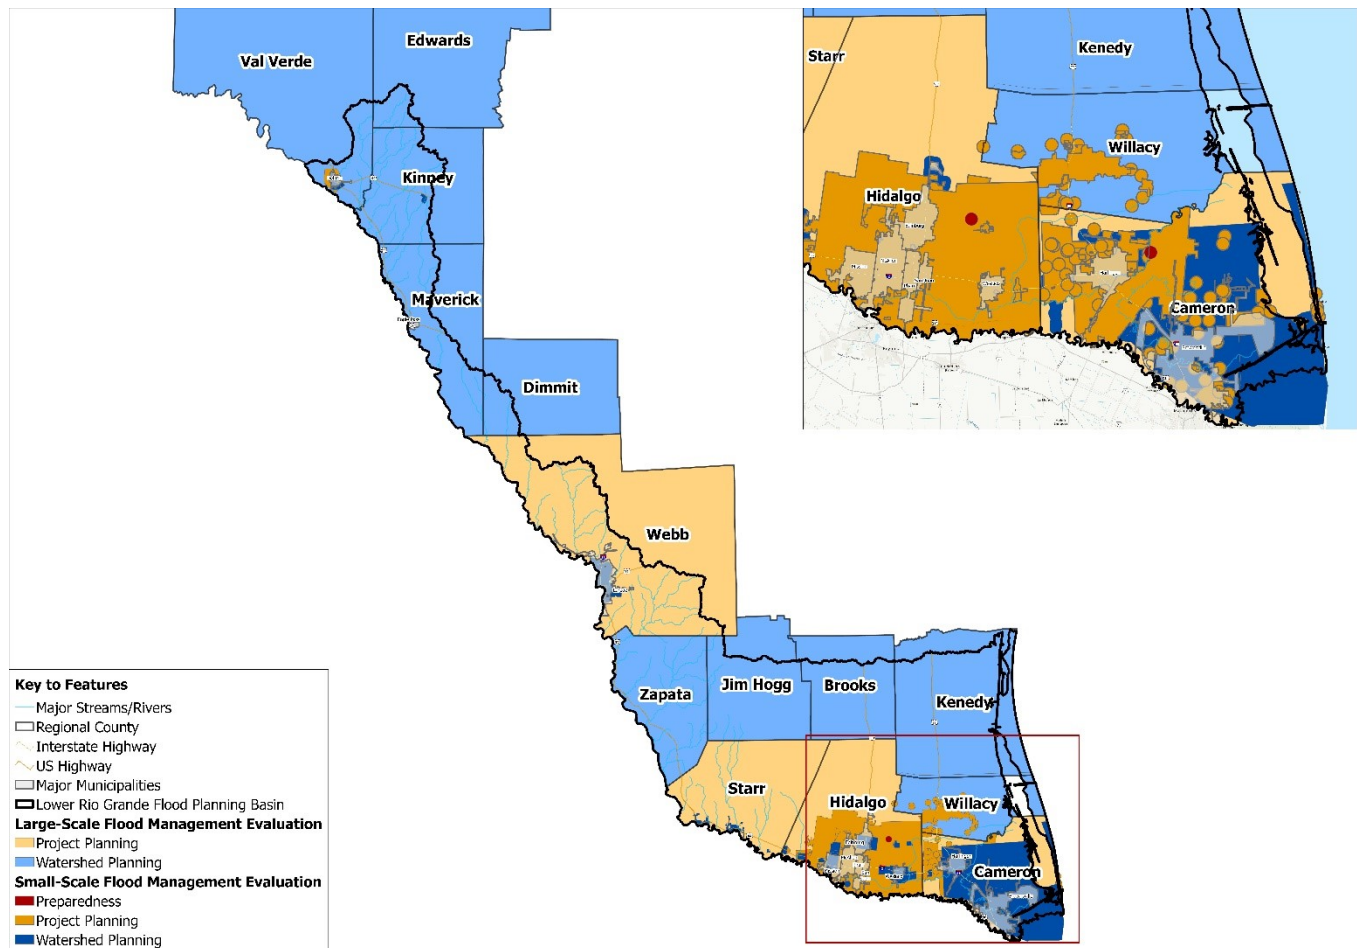 Val Verde
Edwards
Kinney
Maverick
Dimmit
Webb
Zapata
Jim Hogg
Brooks
Kenedy
Starr
Hidalgo
Willacy
Cameron
Starr
Kenedy
Willacy
Hidalgo
Cameron
Key to Features
Major Streams/Rivers
Regional County
Interstate Highway
US Highway
Major Municipalities
Lower Rio Grande Flood Planning Basin
Large-Scale Flood Management Evaluation
Project Planning
Watershed Planning
Small-Scale Flood Management Evaluation
Preparedness
Project Planning
Watershed Planning